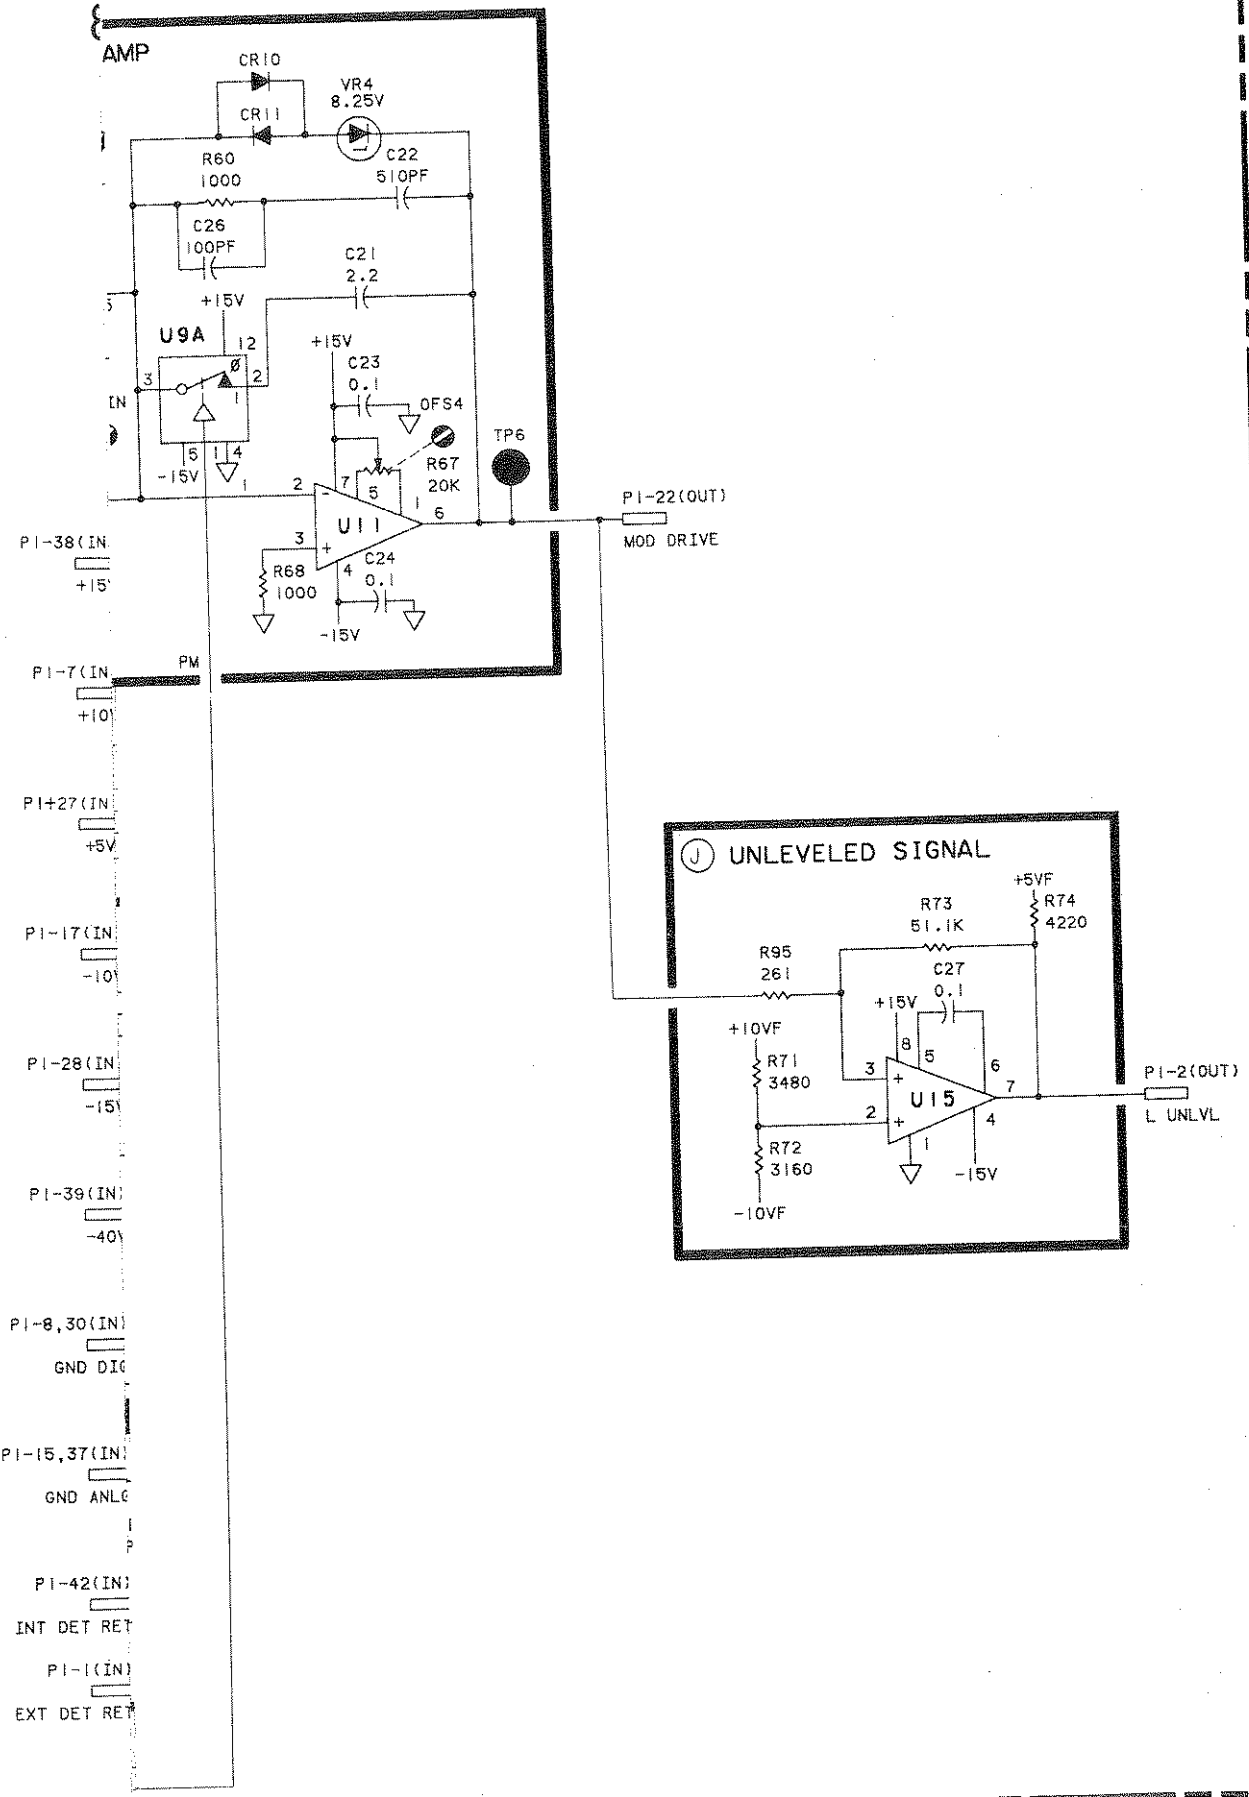 AMP
CR10
VR4
8.25V
CR11
R60
1000
C22
510PF
C26
100PF
C21
2.2
+15V
U9A
12
Ø
3
2
1
+15V
C23
0.1
OFS4
IN
5
1
4
-15V
TP6
R67
20K
1
2
-
7
5
1
6
U11
P1-22(OUT)
MOD DRIVE
3
+
4
C24
0.1
R68
1000
-15V
P1-38(IN
+15
PM
P1-7(IN
+10
P1+27(IN
+5V
J UNLEVELED SIGNAL
+5VF
R74
4220
R73
51.1K
P1-17(IN
-10
R95
261
C27
0.1
+15V
+10VF
8
5
6
R71
3480
3
+
7
U15
2
+
4
1
P1-2(OUT)
L UNLVL
P1-28(IN
-15
R72
3160
-15V
-10VF
P1-39(IN)
-40
P1-8,30(IN)
GND DIG
P1-15,37(IN)
GND ANLG
P
P1-42(IN)
INT DET RET
P1-1(IN)
EXT DET RET